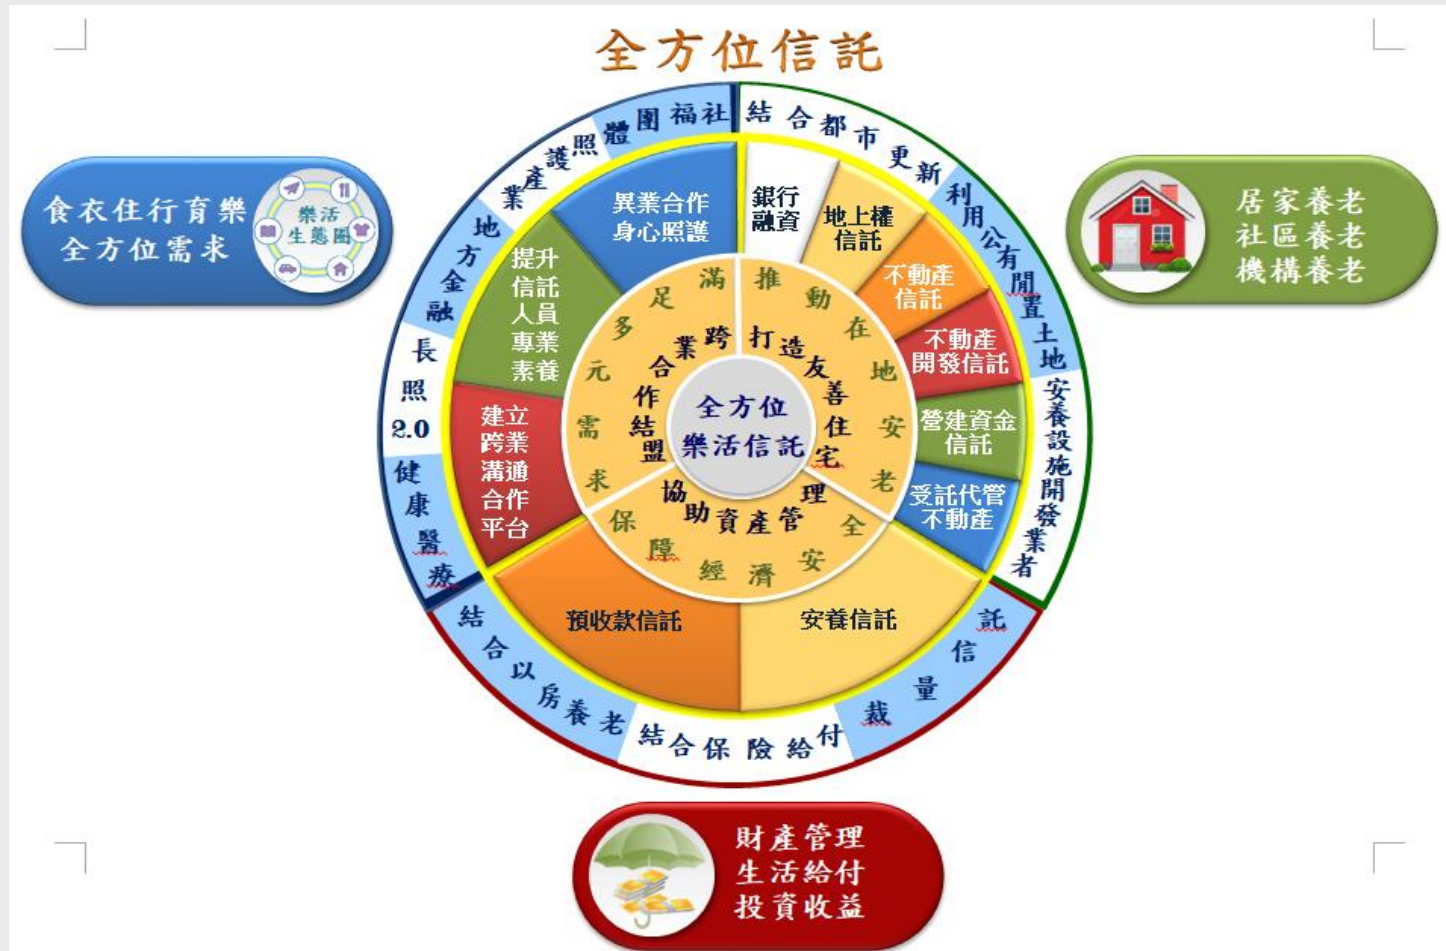 全方位信託
食衣住行育樂
全方位需求
樂活
生態圈
居家養老
社區養老
機構養老
結合都市更新
利用公有閒置土地
安養設施開發業者
裁量信託
結合保險給付
結合以房養老
健康醫療
長照
2.0
地方金融
照護產業
社福團體
銀行
融資
地上權
信託
不動產
信託
不動產
開發信託
營建資金
信託
受託代管
不動產
安養信託
預收款信託
建立
跨業
溝通
合作
平台
提升
信託
人員
專業
素養
異業合作
身心照護
推動在地安老
打造友善住宅
保障經濟安全
協助資產管理
滿足多元需求
跨業合作結盟
全方位
樂活信託
財產管理
生活給付
投資收益